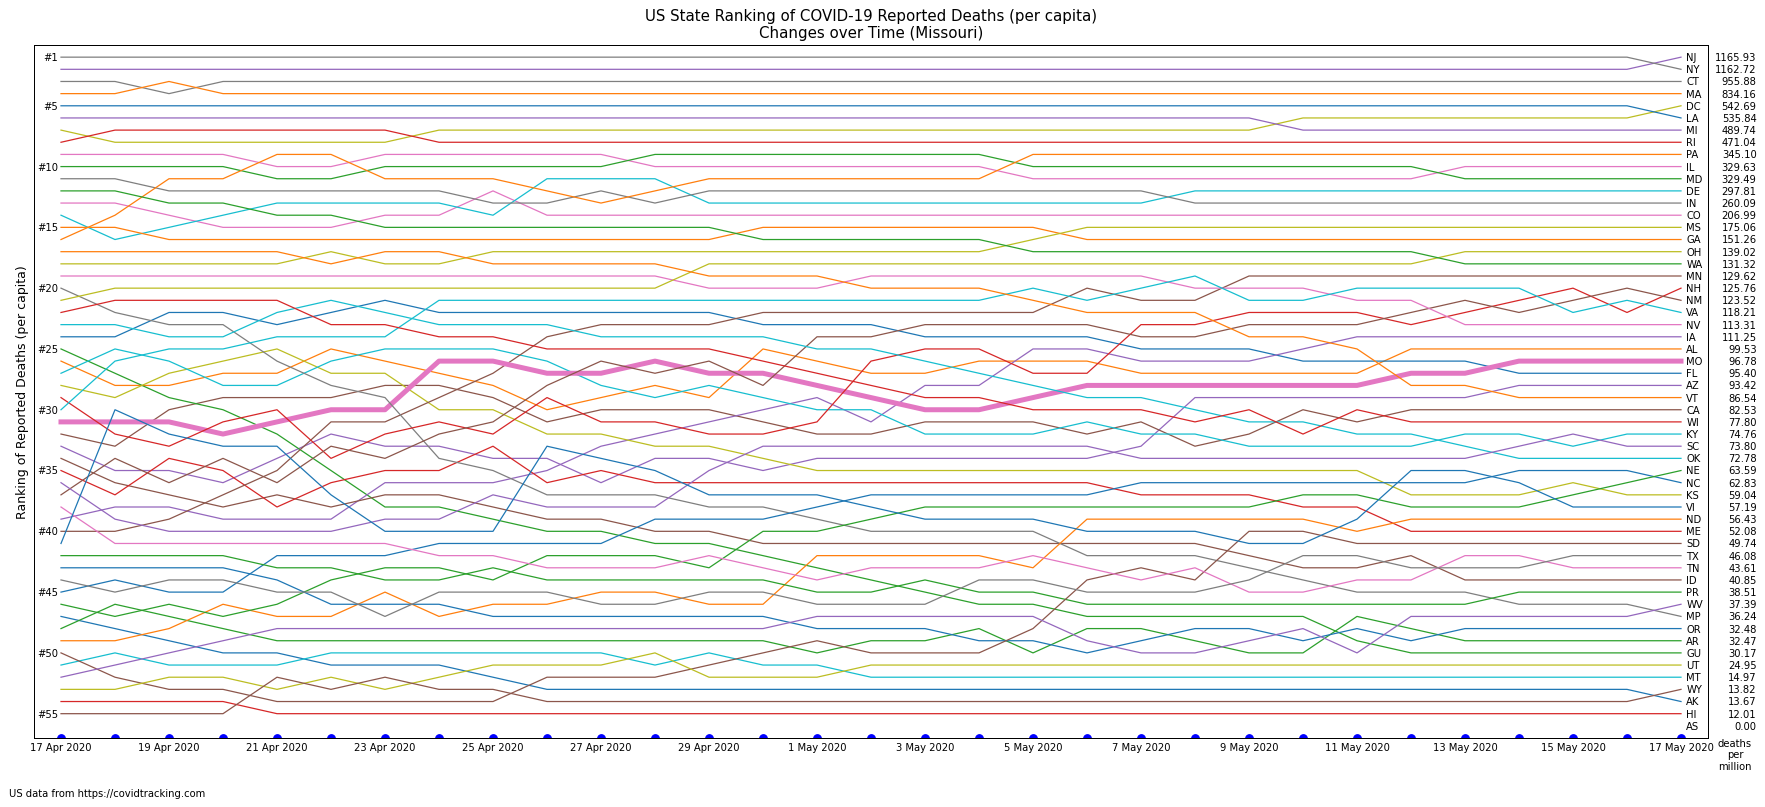 US State Ranking of COVID-19 Reported Deaths (per capita)
Changes over Time (Missouri)
Ranking of Reported Deaths (per capita)
#1
#5
#10
#15
#20
#25
#30
#35
#40
#45
#50
#55
NJ 1165.93
NY 1162.72
CT 955.88
MA 834.16
DC 542.69
LA 535.84
MI 489.74
RI 471.04
PA 345.10
IL 329.63
MD 329.49
DE 297.81
IN 260.09
CO 206.99
MS 175.06
GA 151.26
OH 139.02
WA 131.32
MN 129.62
NH 125.76
NM 123.52
VA 118.21
NV 113.31
IA 111.25
AL 99.53
MO 96.78
FL 95.40
AZ 93.42
VT 86.54
CA 82.53
WI 77.80
KY 74.76
SC 73.80
OK 72.78
NE 63.59
NC 62.83
KS 59.04
VI 57.19
ND 56.43
ME 52.08
SD 49.74
TX 46.08
TN 43.61
ID 40.85
PR 38.51
WV 37.39
MP 36.24
OR 32.48
AR 32.47
GU 30.17
UT 24.95
MT 14.97
WY 13.82
AK 13.67
HI 12.01
AS 0.00
17 Apr 2020 19 Apr 2020 21 Apr 2020 23 Apr 2020 25 Apr 2020 27 Apr 2020 29 Apr 2020 1 May 2020 3 May 2020 5 May 2020 7 May 2020 9 May 2020 11 May 2020 13 May 2020 15 May 2020 17 May 2020
deaths
per
million
US data from https://covidtracking.com